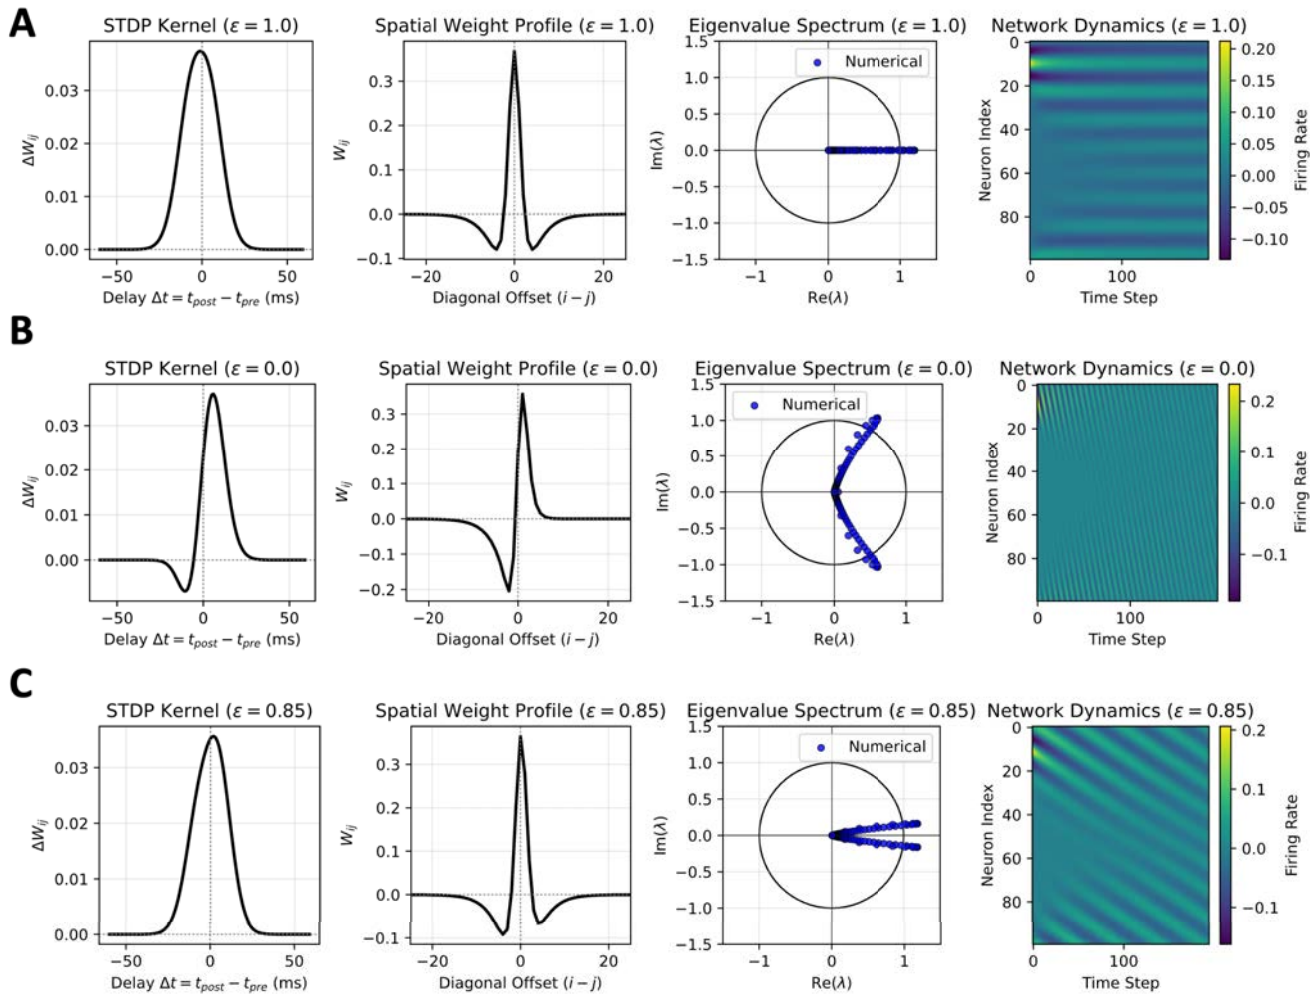 A
STDP Kernel (ε = 1.0)
Spatial Weight Profile (ε = 1.0)
Eigenvalue Spectrum (ε = 1.0)
Network Dynamics (ε = 1.0)
ΔW_ij
0.03
0.02
0.01
0.00
−50
0
50
Delay Δt = t_post − t_pre (ms)
W_ij
0.3
0.2
0.1
0.0
−0.1
−20
0
20
Diagonal Offset (i − j)
Im(λ)
1.5
1.0
0.5
0.0
−0.5
−1.0
−1.5
Numerical
−1
0
1
Re(λ)
Neuron Index
0
20
40
60
80
100
Time Step
0.20
0.15
0.10
0.05
0.00
−0.05
−0.10
Firing Rate
B
STDP Kernel (ε = 0.0)
Spatial Weight Profile (ε = 0.0)
Eigenvalue Spectrum (ε = 0.0)
Network Dynamics (ε = 0.0)
ΔW_ij
0.03
0.02
0.01
0.00
−50
0
50
Delay Δt = t_post − t_pre (ms)
W_ij
0.3
0.2
0.1
0.0
−0.1
−0.2
−20
0
20
Diagonal Offset (i − j)
Im(λ)
1.5
1.0
0.5
0.0
−0.5
−1.0
−1.5
Numerical
−1
0
1
Re(λ)
Neuron Index
0
20
40
60
80
0
100
Time Step
0.2
0.1
0.0
−0.1
Firing Rate
C
STDP Kernel (ε = 0.85)
Spatial Weight Profile (ε = 0.85)
Eigenvalue Spectrum (ε = 0.85)
Network Dynamics (ε = 0.85)
ΔW_ij
0.03
0.02
0.01
0.00
−50
0
50
Delay Δt = t_post − t_pre (ms)
W_ij
0.3
0.2
0.1
0.0
−0.1
−20
0
20
Diagonal Offset (i − j)
Im(λ)
1.5
1.0
0.5
0.0
−0.5
−1.0
−1.5
Numerical
−1
0
1
Re(λ)
Neuron Index
0
20
40
60
80
0
100
Time Step
0.2
0.1
0.0
−0.1
Firing Rate